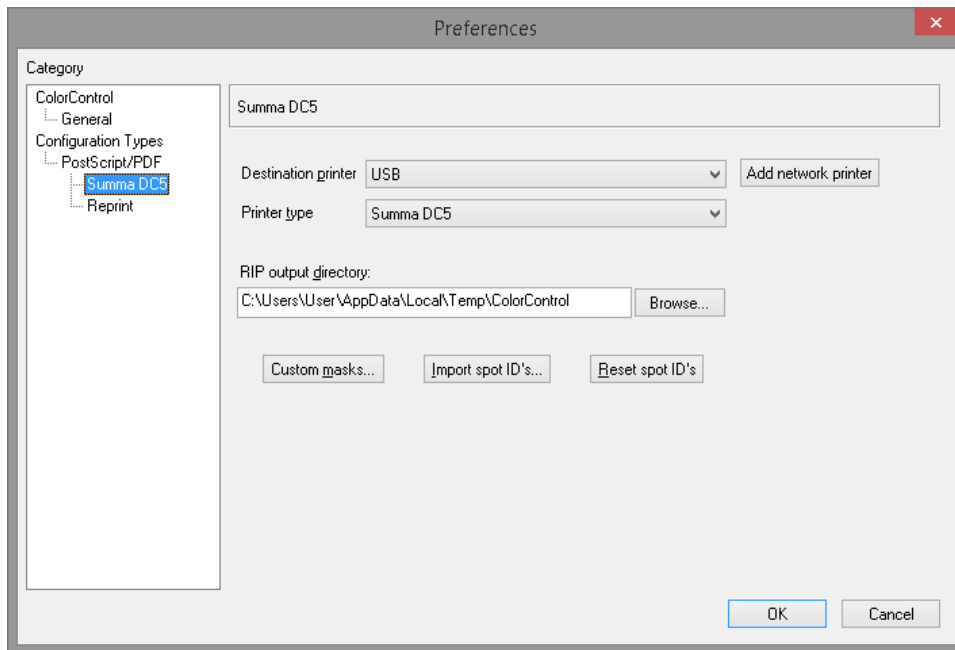 Preferences
Category
ColorControl
General
Configuration Types
PostScript/PDF
Summa DC5
Reprint
Summa DC5
Destination printer USB Add network printer
Printer type Summa DC5
RIP output directory:
C:\Users\User\AppData\Local\Temp\ColorControl Browse...
Custom masks... Import spot ID's... Reset spot ID's
OK Cancel